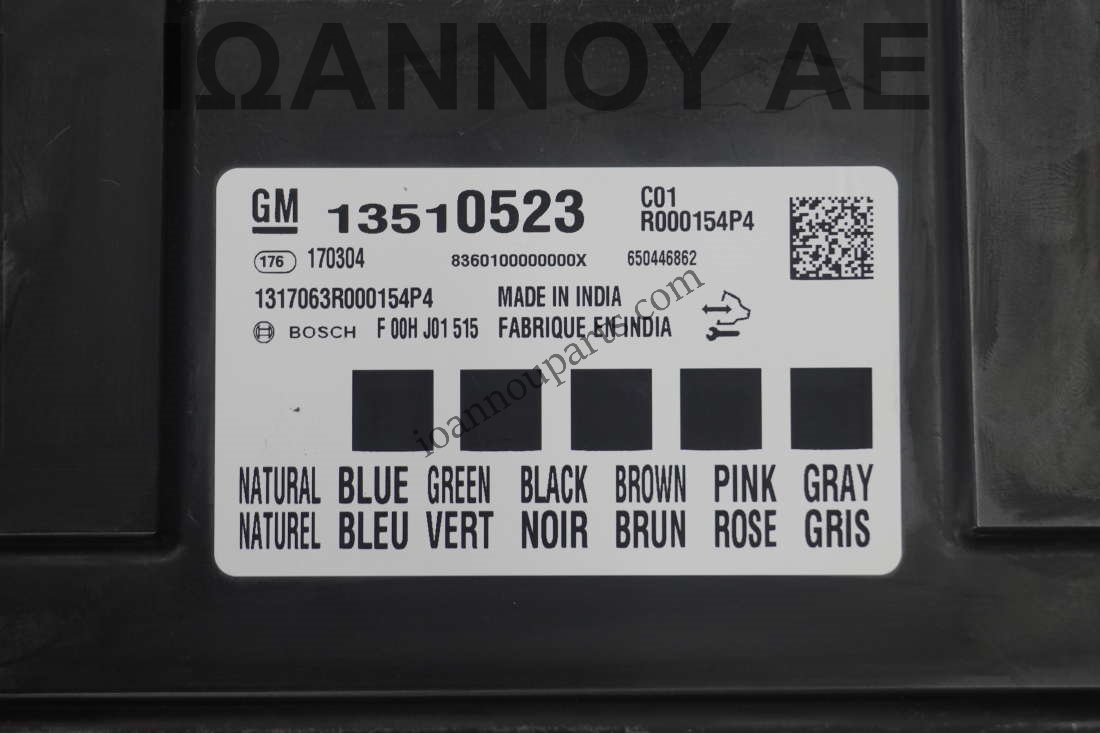 ΙΩΑΝΝΟΥ ΑΕ
GM 13510523 C01
R000154P4
176 170304 8360100000000X 650446862
1317063R000154P4 MADE IN INDIA
BOSCH F 00H J01 515 FABRIQUE EN INDIA
ioannouparts.com
NATURAL BLUE GREEN BLACK BROWN PINK GRAY
NATUREL BLEU VERT NOIR BRUN ROSE GRIS